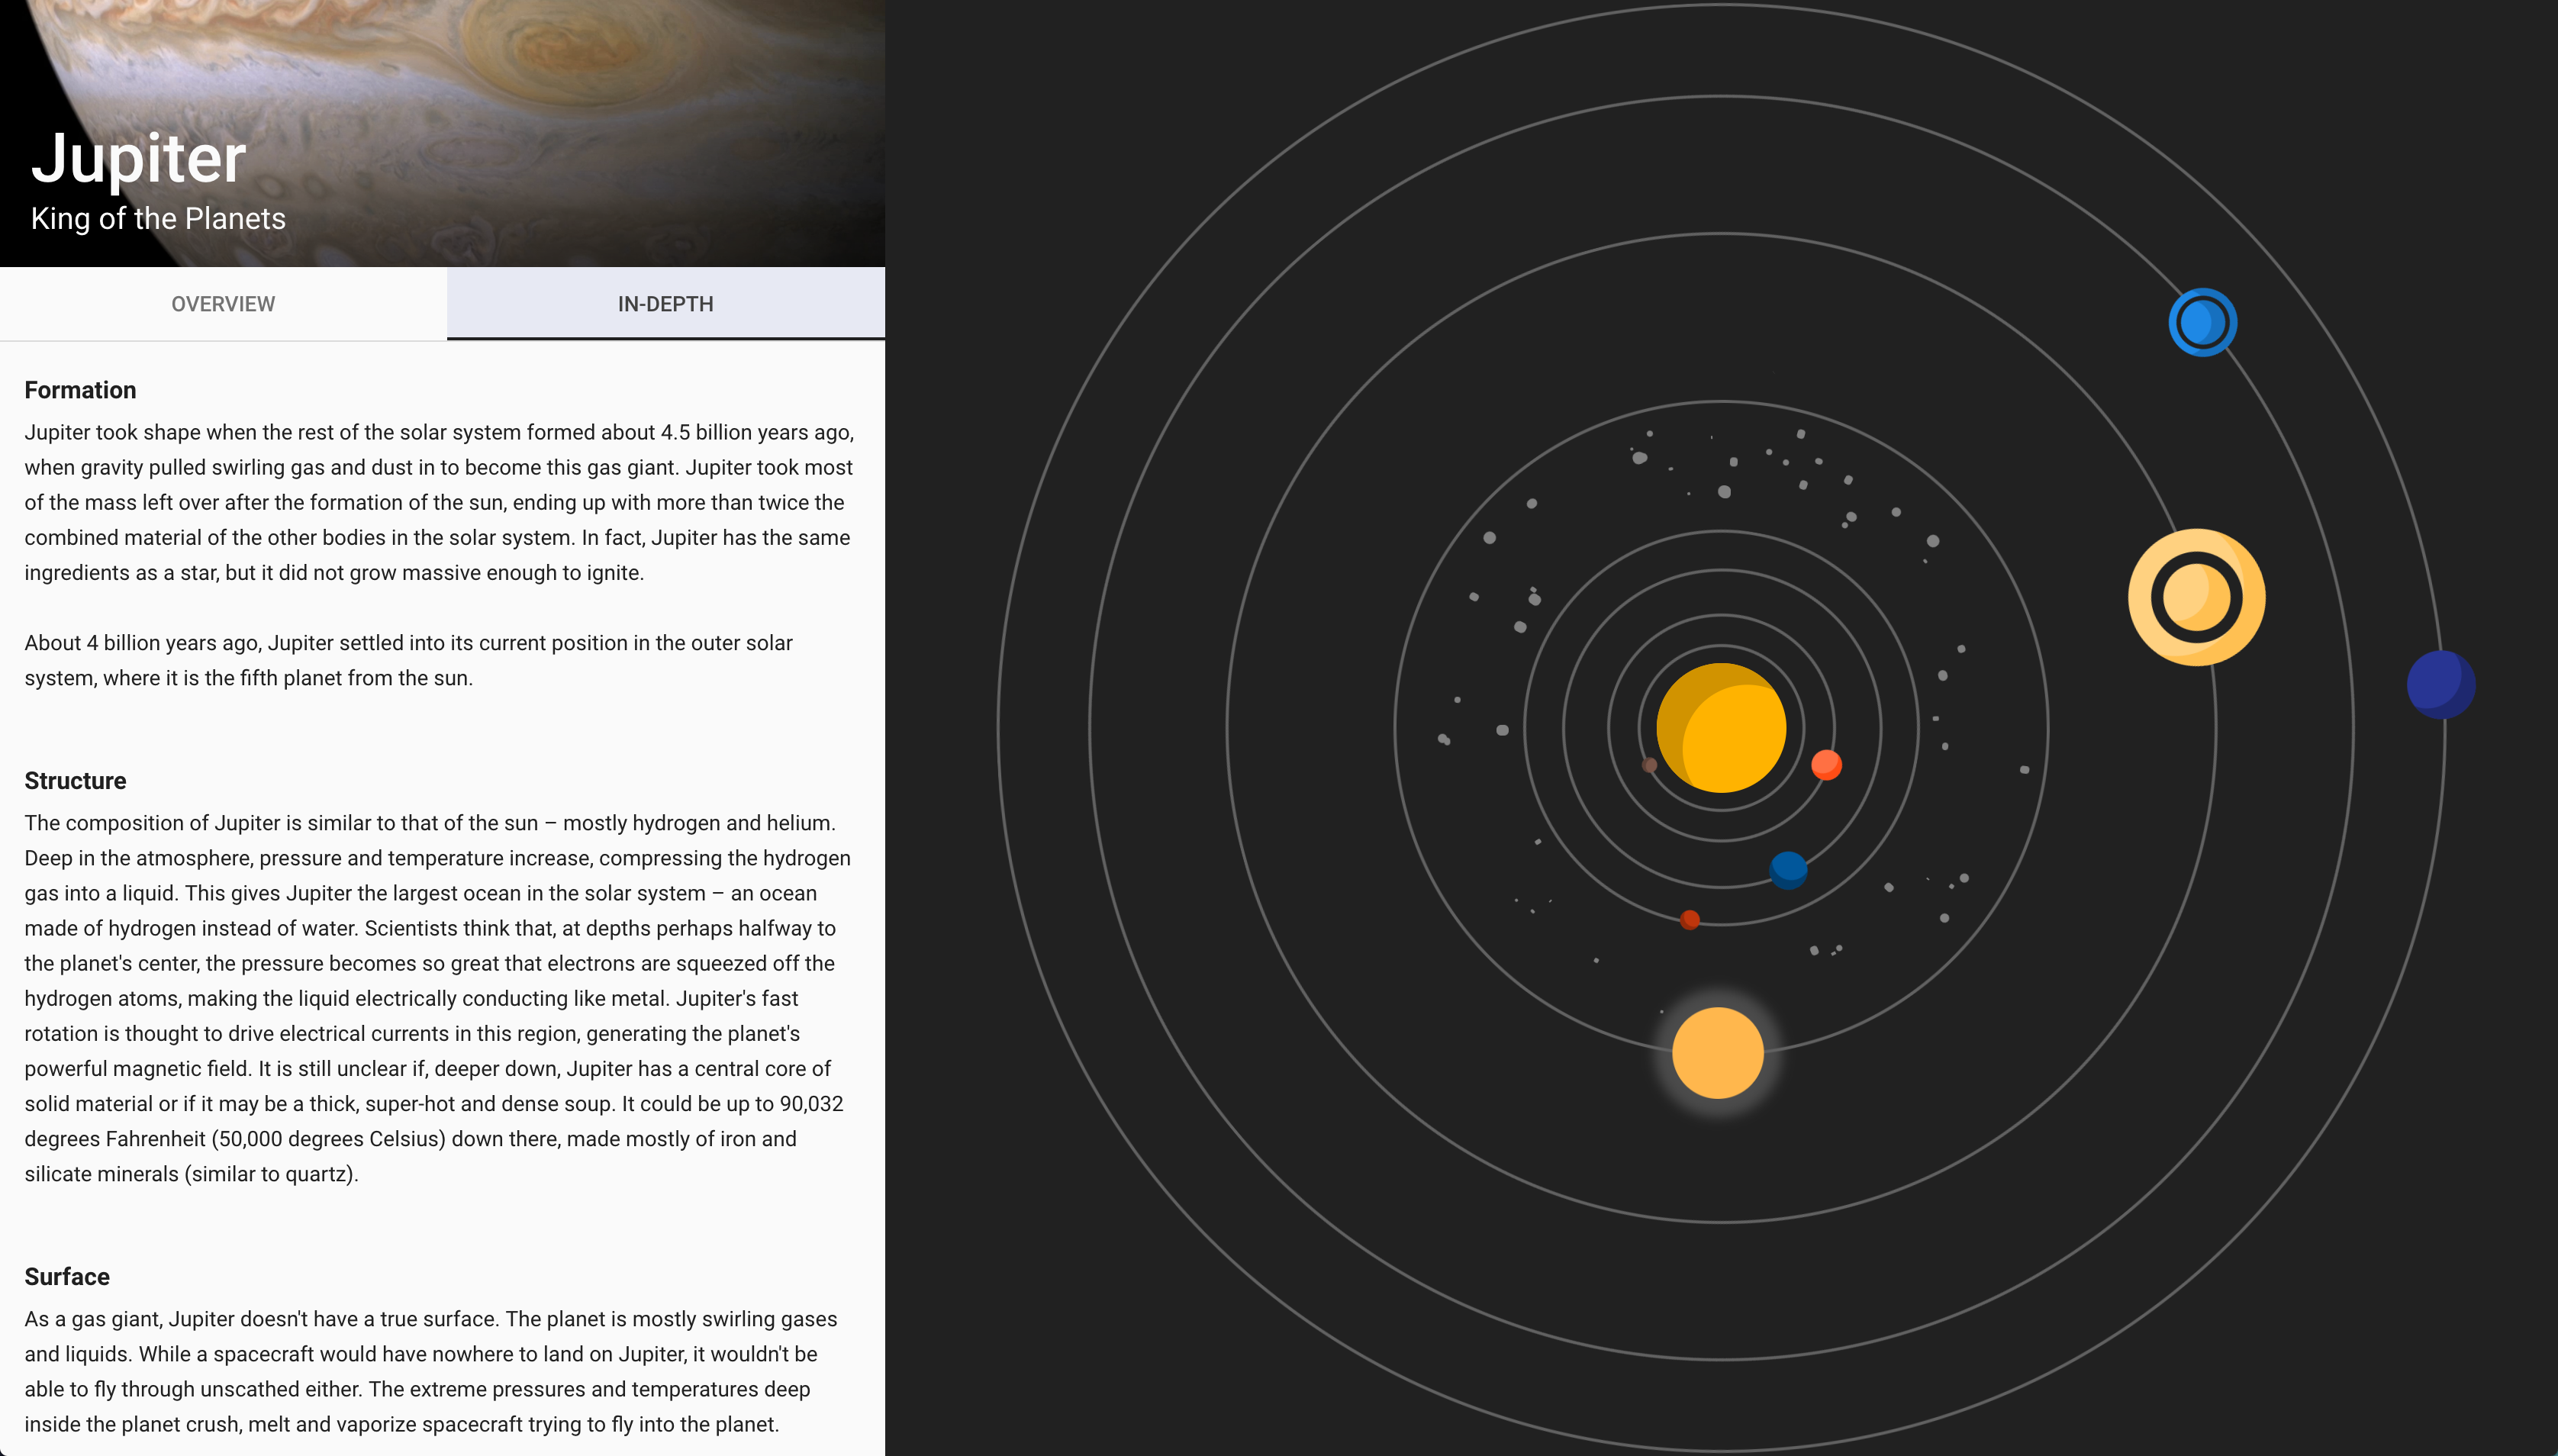 Jupiter
King of the Planets
OVERVIEW
IN-DEPTH
Formation
Jupiter took shape when the rest of the solar system formed about 4.5 billion years ago,
when gravity pulled swirling gas and dust in to become this gas giant. Jupiter took most
of the mass left over after the formation of the sun, ending up with more than twice the
combined material of the other bodies in the solar system. In fact, Jupiter has the same
ingredients as a star, but it did not grow massive enough to ignite.
About 4 billion years ago, Jupiter settled into its current position in the outer solar
system, where it is the fifth planet from the sun.
Structure
The composition of Jupiter is similar to that of the sun – mostly hydrogen and helium.
Deep in the atmosphere, pressure and temperature increase, compressing the hydrogen
gas into a liquid. This gives Jupiter the largest ocean in the solar system – an ocean
made of hydrogen instead of water. Scientists think that, at depths perhaps halfway to
the planet's center, the pressure becomes so great that electrons are squeezed off the
hydrogen atoms, making the liquid electrically conducting like metal. Jupiter's fast
rotation is thought to drive electrical currents in this region, generating the planet's
powerful magnetic field. It is still unclear if, deeper down, Jupiter has a central core of
solid material or if it may be a thick, super-hot and dense soup. It could be up to 90,032
degrees Fahrenheit (50,000 degrees Celsius) down there, made mostly of iron and
silicate minerals (similar to quartz).
Surface
As a gas giant, Jupiter doesn't have a true surface. The planet is mostly swirling gases
and liquids. While a spacecraft would have nowhere to land on Jupiter, it wouldn't be
able to fly through unscathed either. The extreme pressures and temperatures deep
inside the planet crush, melt and vaporize spacecraft trying to fly into the planet.